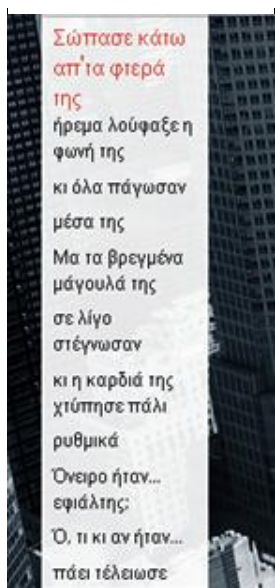 Σώπασε κάτω
απ'τα φτερά
της
ήρεμα λούφαξε η
φωνή της
κι όλα πάγωσαν
μέσα της
Μα τα βρεγμένα
μάγουλά της
σε λίγο
στέγνωσαν
κι η καρδιά της
χτύπησε πάλι
ρυθμικά
Όνειρο ήταν...
εφιάλτης;
Ό, τι κι αν ήταν...
πάει τέλειωσε